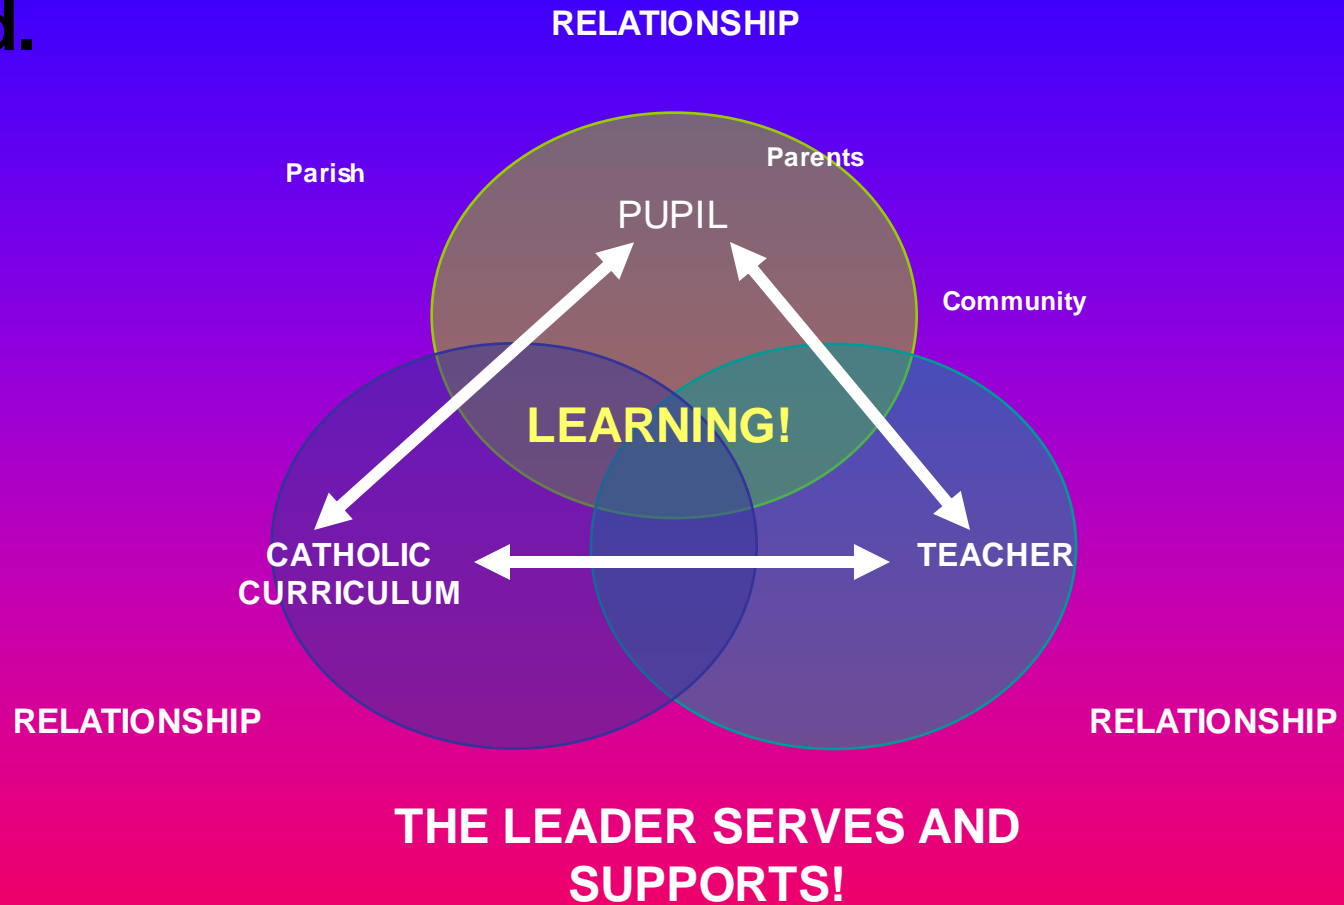 d.
RELATIONSHIP
Parents
Parish
PUPIL
Community
LEARNING!
CATHOLIC
CURRICULUM
TEACHER
RELATIONSHIP
RELATIONSHIP
THE LEADER SERVES AND
SUPPORTS!